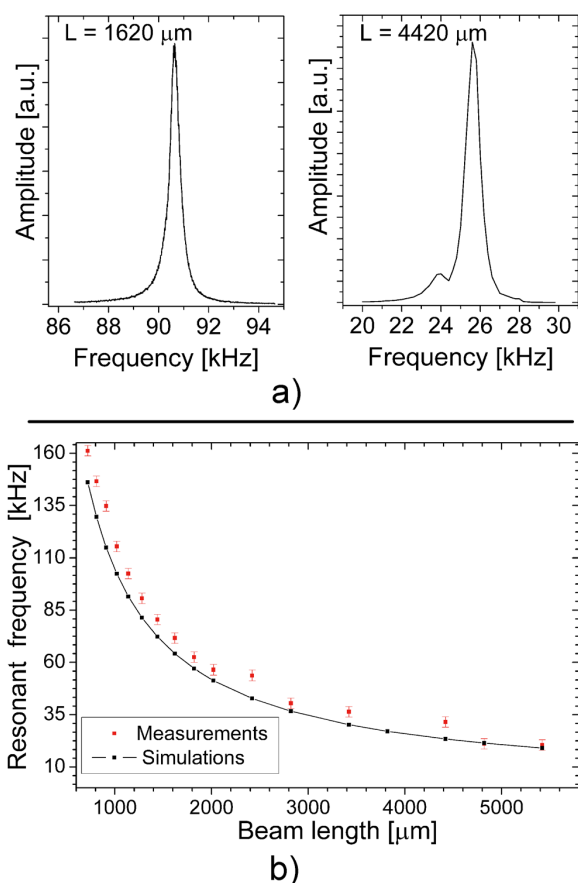 L = 1620 μm
L = 4420 μm
Amplitude [a.u.]
Amplitude [a.u.]
86 88 90 92 94
20 22 24 26 28 30
Frequency [kHz]
Frequency [kHz]
a)
160
135
110
85
60
35
10
Resonant frequency [kHz]
Measurements
Simulations
1000 2000 3000 4000 5000
Beam length [μm]
b)